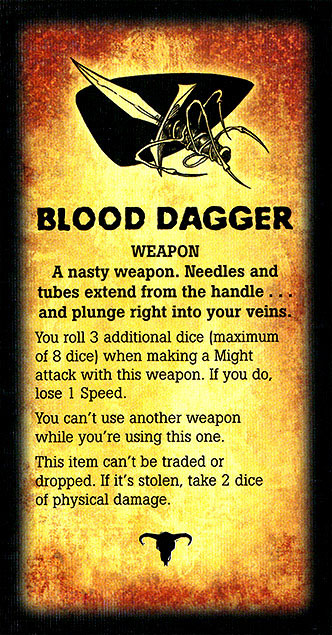 BLOOD DAGGER
WEAPON
A nasty weapon. Needles and
tubes extend from the handle . . .
and plunge right into your veins.
You roll 3 additional dice (maximum
of 8 dice) when making a Might
attack with this weapon. If you do,
lose 1 Speed.
You can't use another weapon
while you're using this one.
This item can't be traded or
dropped. If it's stolen, take 2 dice
of physical damage.